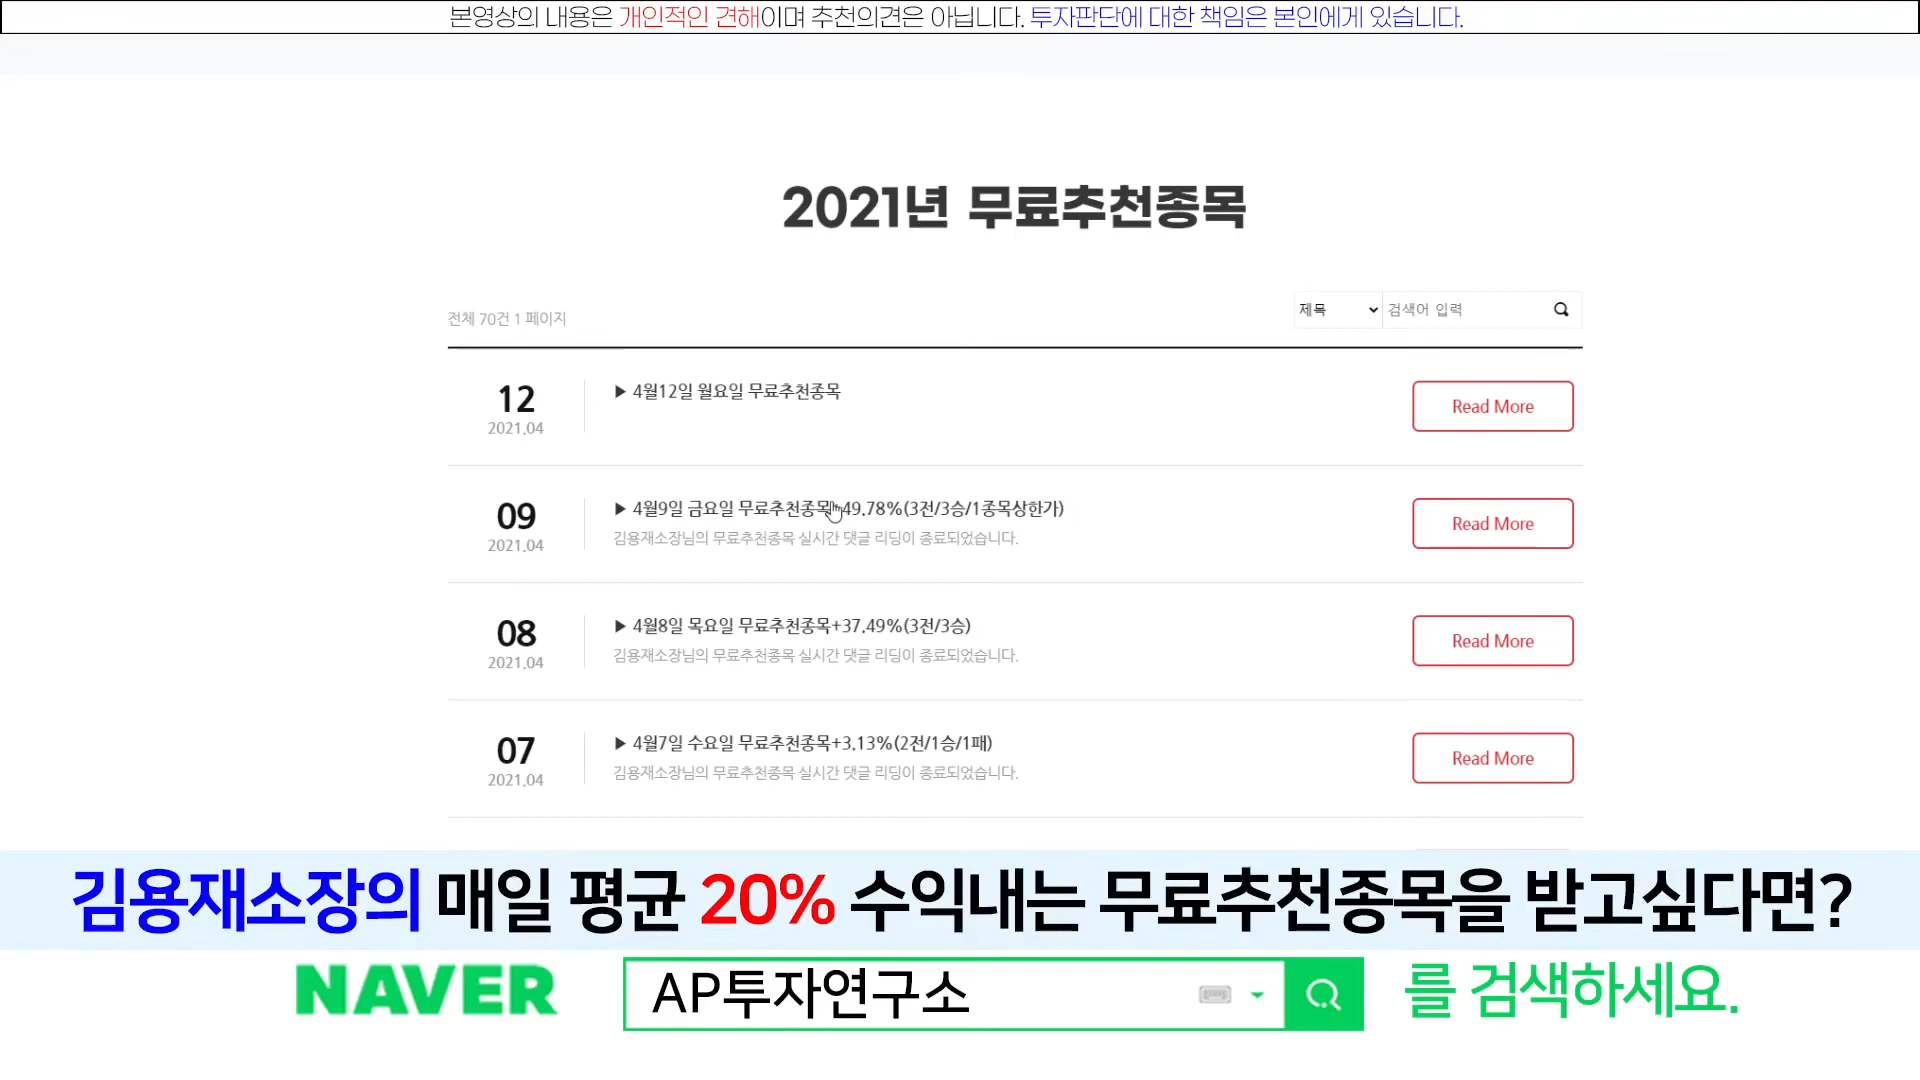 본영상의 내용은 개인적인 견해이며 추천의견은 아닙니다. 투자판단에 대한 책임은 본인에게 있습니다.
2021년 무료추천종목
전체 70건 1 페이지
제목 검색어 입력
12
2021.04
▶ 4월12일 월요일 무료추천종목
Read More
09
2021.04
▶ 4월9일 금요일 무료추천종목 49.78%(3전/3승/1종목상한가)
김용재소장님의 무료추천종목 실시간 댓글 리딩이 종료되었습니다.
Read More
08
2021.04
▶ 4월8일 목요일 무료추천종목+37.49%(3전/3승)
김용재소장님의 무료추천종목 실시간 댓글 리딩이 종료되었습니다.
Read More
07
2021.04
▶ 4월7일 수요일 무료추천종목+3.13%(2전/1승/1패)
김용재소장님의 무료추천종목 실시간 댓글 리딩이 종료되었습니다.
Read More
김용재소장의 매일 평균 20% 수익내는 무료추천종목을 받고싶다면?
NAVER AP투자연구소 를 검색하세요.